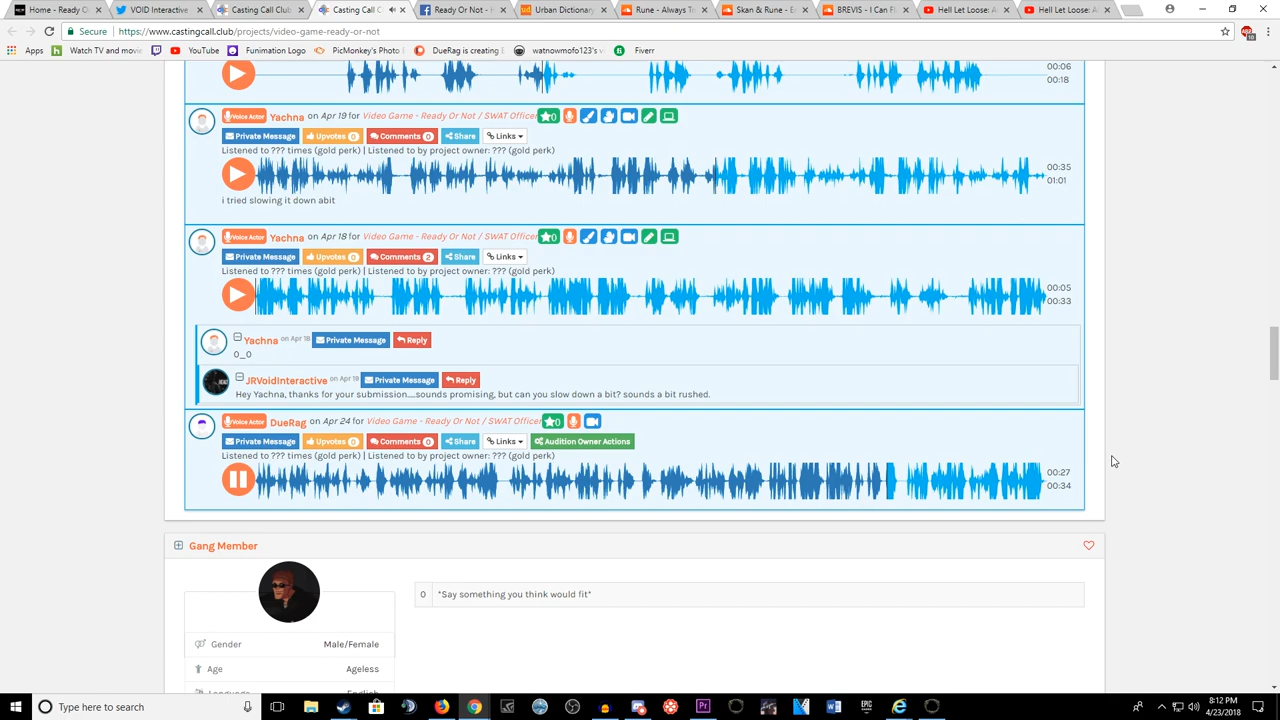 Home - Ready Or
VOID Interactive
Casting Call Club
Casting Call C
Ready Or Not -
Urban Dictionary
Rune - Always To
Skan & Rune - E
BREVIS - I Can F
Hell Let Loose: A
Hell Let Loose: A
Secure
https://www.castingcall.club/projects/video-game-ready-or-not
Apps
Watch TV and movie
YouTube
Funimation Logo
PicMonkey's Photo E
DueRag is creating
watnowmofo123's v
Fiverr
00:06
00:18
Voice Actor Yachna on Apr 19 for Video Game - Ready Or Not / SWAT Officer 0
Private Message Upvotes 0 Comments 0 Share Links
Listened to ??? times (gold perk) | Listened to by project owner: ??? (gold perk)
00:35
01:01
i tried slowing it down abit
Voice Actor Yachna on Apr 18 for Video Game - Ready Or Not / SWAT Officer 0
Private Message Upvotes 0 Comments 2 Share Links
Listened to ??? times (gold perk) | Listened to by project owner: ??? (gold perk)
00:05
00:33
Yachna on Apr 18 Private Message Reply
0_0
JRVoidInteractive on Apr 19 Private Message Reply
Hey Yachna, thanks for your submission.....sounds promising, but can you slow down a bit? sounds a bit rushed.
Voice Actor DueRag on Apr 24 for Video Game - Ready Or Not / SWAT Officer 0
Private Message Upvotes 0 Comments 0 Share Links Audition Owner Actions
Listened to ??? times (gold perk) | Listened to by project owner: ??? (gold perk)
00:27
00:34
Gang Member
0 *Say something you think would fit*
Gender Male/Female
Age Ageless
Language English
Type here to search
8:12 PM
4/23/2018